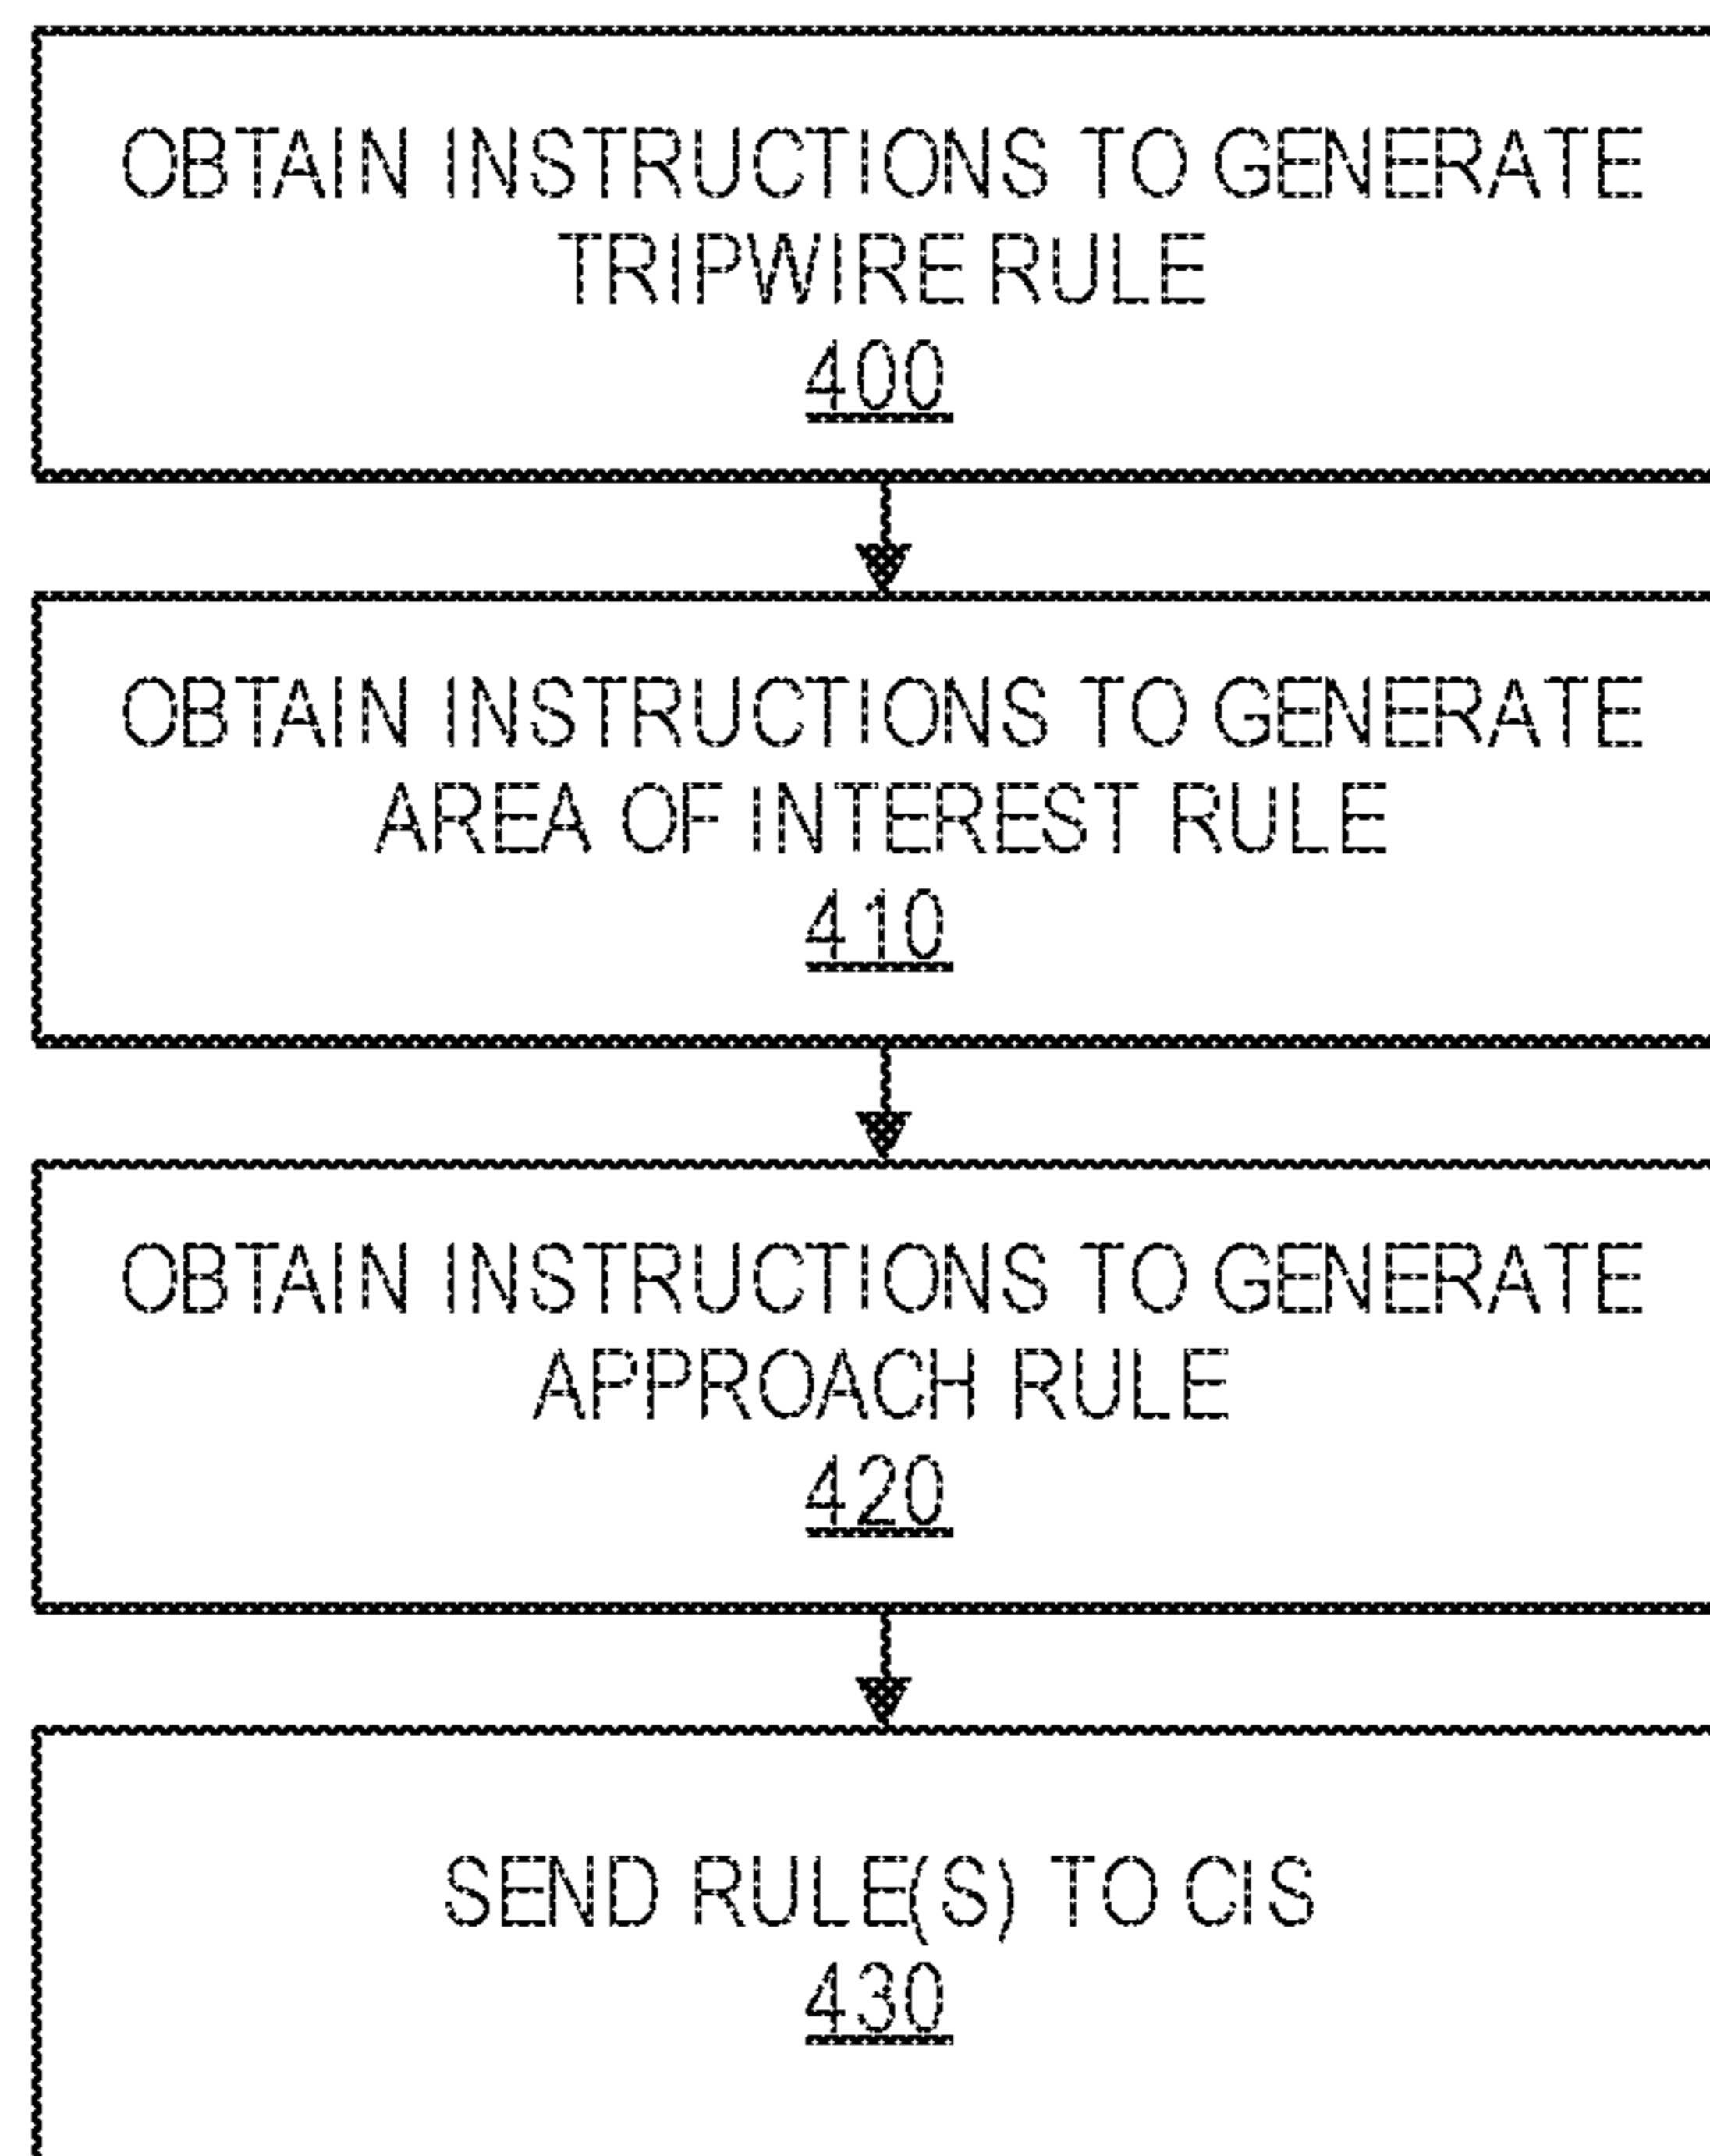 OBTAIN INSTRUCTIONS TO GENERATE
TRIPWIRE RULE
400
OBTAIN INSTRUCTIONS TO GENERATE
AREA OF INTEREST RULE
410
OBTAIN INSTRUCTIONS TO GENERATE
APPROACH RULE
420
SEND RULE(S) TO CIS
430